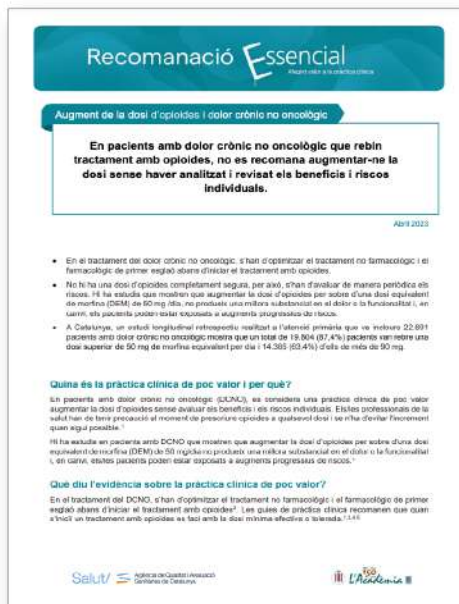 Recomanació Essencial
Afegint valor a la pràctica clínica
Augment de la dosi d'opioides i dolor crònic no oncològic
En pacients amb dolor crònic no oncològic que rebin
tractament amb opioides, no es recomana augmentar-ne la
dosi sense haver analitzat i revisat els beneficis i riscos
individuals.
Abril 2023
• En el tractament del dolor crònic no oncològic, s'han d'optimitzar el tractament no farmacològic i el
farmacològic de primer esglaó abans d'iniciar el tractament amb opioides.
• No hi ha una dosi d'opioides completament segura, per això, s'han d'avaluar de manera periòdica els
riscos. Hi ha estudis que mostren que augmentar la dosi d'opioides per sobre d'una dosi equivalent
de morfina (DEM) de 50 mg /dia, no produeix una millora substancial en el dolor o la funcionalitat i, en
canvi, els pacients poden estar exposats a augments progressius de riscos.
• A Catalunya, un estudi longitudinal retrospectiu realitzat a l'atenció primària que va incloure 22.691
pacients amb dolor crònic no oncològic mostra que un total de 19.804 (87,4%) pacients van rebre una
dosi superior de 50 mg de morfina equivalent per dia i 14.385 (63,4%) d'ells de més de 90 mg.
Quina és la pràctica clínica de poc valor i per què?
En pacients amb dolor crònic no oncològic (DCNO), es considera una pràctica clínica de poc valor
augmentar la dosi d'opioides sense avaluar els beneficis i els riscos individuals. Els/les professionals de la
salut han de tenir precaució al moment de prescriure opioides a qualsevol dosi i se n'ha d'evitar l'increment
quan sigui possible.
Hi ha estudis en pacients amb DCNO que mostren que augmentar la dosi d'opioides per sobre d'una dosi
equivalent de morfina (DEM) de 50 mg/dia no produeix una millora substancial en el dolor o la funcionalitat
i, en canvi, els/les pacients poden estar exposats a augments progressius de riscos.
Què diu l'evidència sobre la pràctica clínica de poc valor?
En el tractament del DCNO, s'han d'optimitzar el tractament no farmacològic i el farmacològic de primer
esglaó abans d'iniciar el tractament amb opioides. Les guies de pràctica clínica recomanen que quan
s'iniciï un tractament amb opioides es faci amb la dosi mínima efectiva o tolerada.
Salut/ Agència de Qualitat i Avaluació
Sanitàries de Catalunya
L'Acadèmia